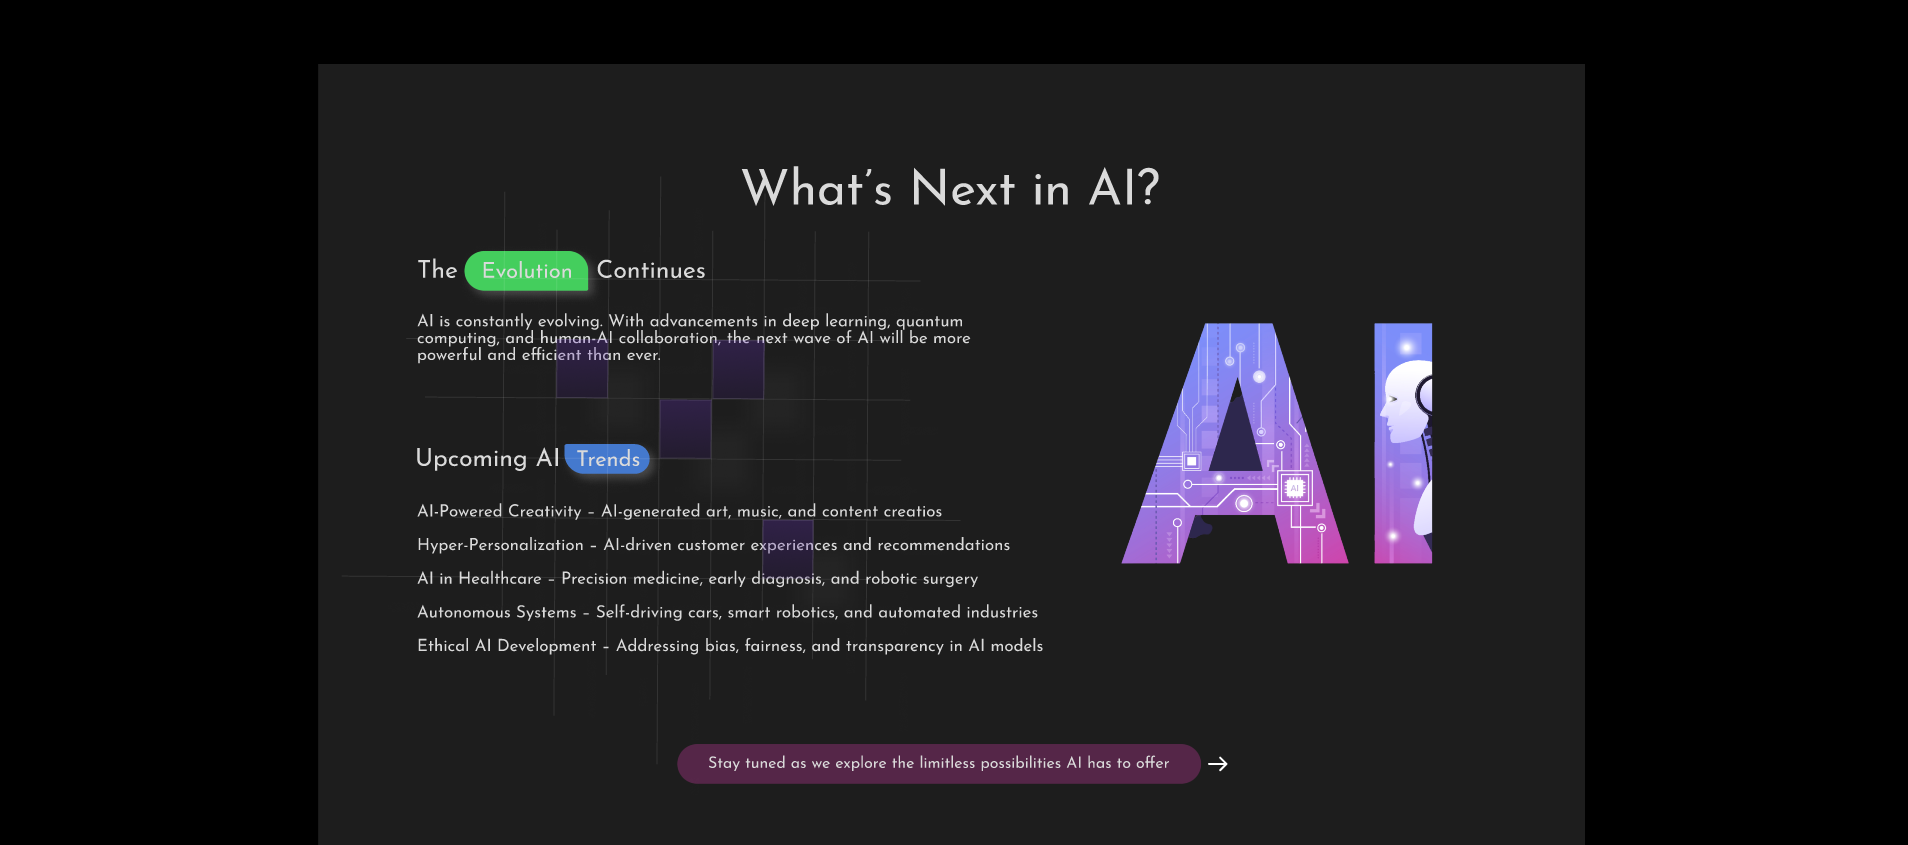 What's Next in AI?
The Evolution Continues
AI is constantly evolving. With advancements in deep learning, quantum
computing, and human-AI collaboration, the next wave of AI will be more
powerful and efficient than ever.
Upcoming AI Trends
AI-Powered Creativity – AI-generated art, music, and content creatios
Hyper-Personalization – AI-driven customer experiences and recommendations
AI in Healthcare – Precision medicine, early diagnosis, and robotic surgery
Autonomous Systems – Self-driving cars, smart robotics, and automated industries
Ethical AI Development – Addressing bias, fairness, and transparency in AI models
AI
AI
Stay tuned as we explore the limitless possibilities AI has to offer